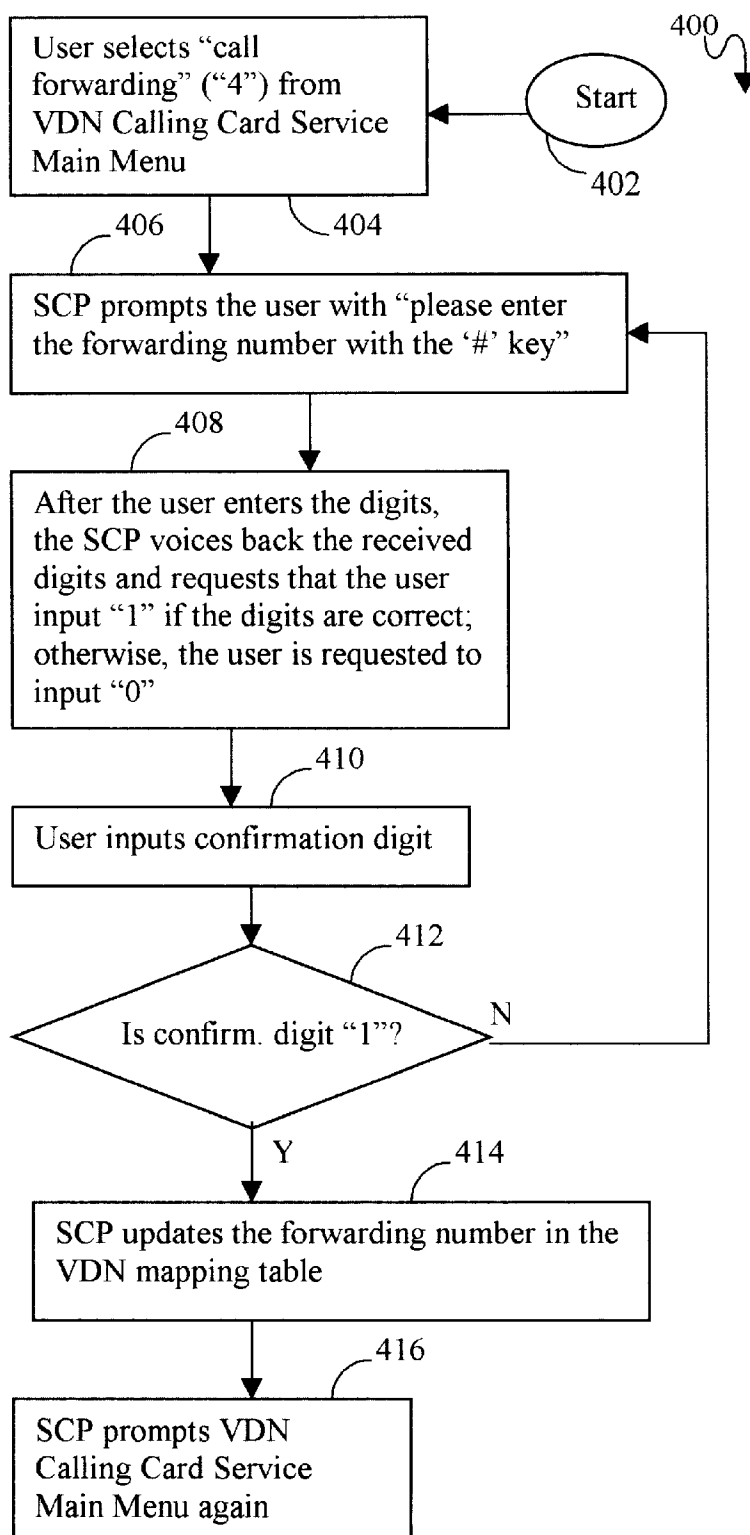 400
Start
402
User selects “call
forwarding” (“4”) from
VDN Calling Card Service
Main Menu
404
406
SCP prompts the user with “please enter
the forwarding number with the ‘#’ key”
408
After the user enters the digits,
the SCP voices back the received
digits and requests that the user
input “1” if the digits are correct;
otherwise, the user is requested to
input “0”
410
User inputs confirmation digit
412
Is confirm. digit “1”?
N
Y
414
SCP updates the forwarding number in the
VDN mapping table
416
SCP prompts VDN
Calling Card Service
Main Menu again